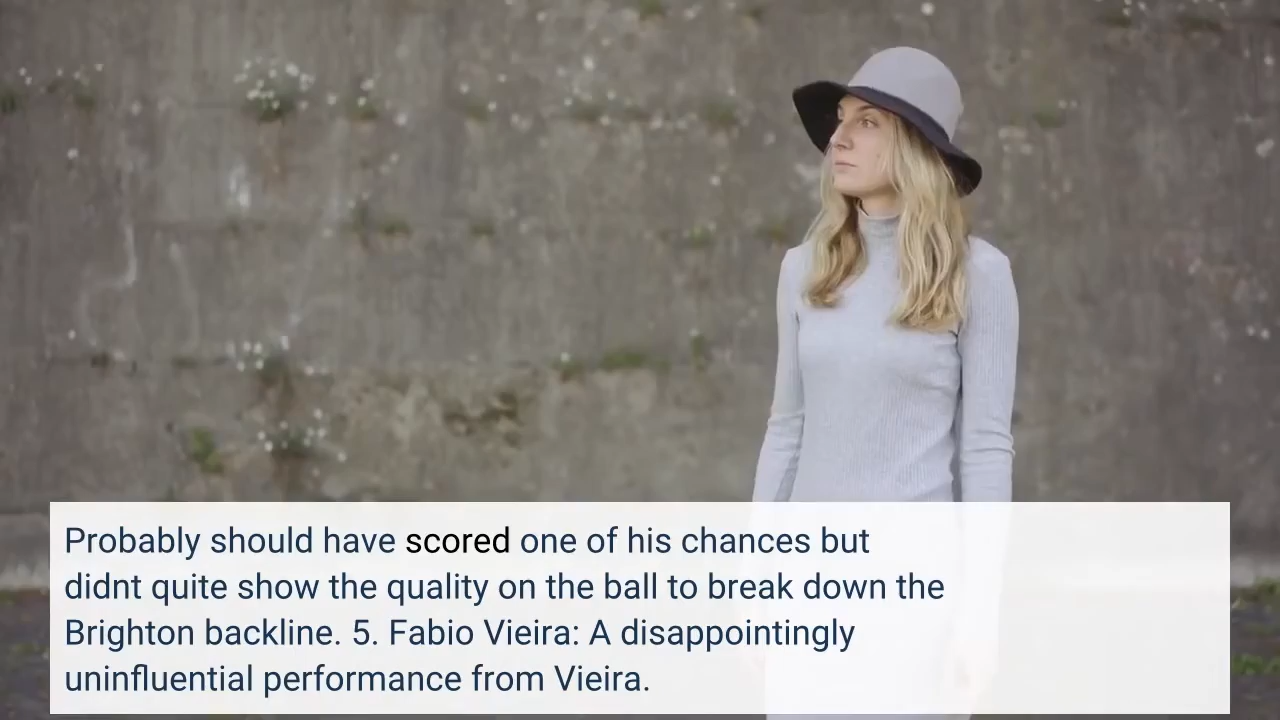 Probably should have scored one of his chances but
didnt quite show the quality on the ball to break down the
Brighton backline. 5. Fabio Vieira: A disappointingly
uninfluential performance from Vieira.